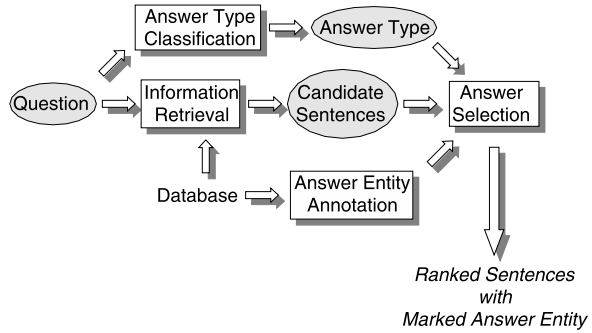 Answer Type
Classification
Answer Type
Question
Information
Retrieval
Candidate
Sentences
Answer
Selection
Database
Answer Entity
Annotation
Ranked Sentences
with
Marked Answer Entity